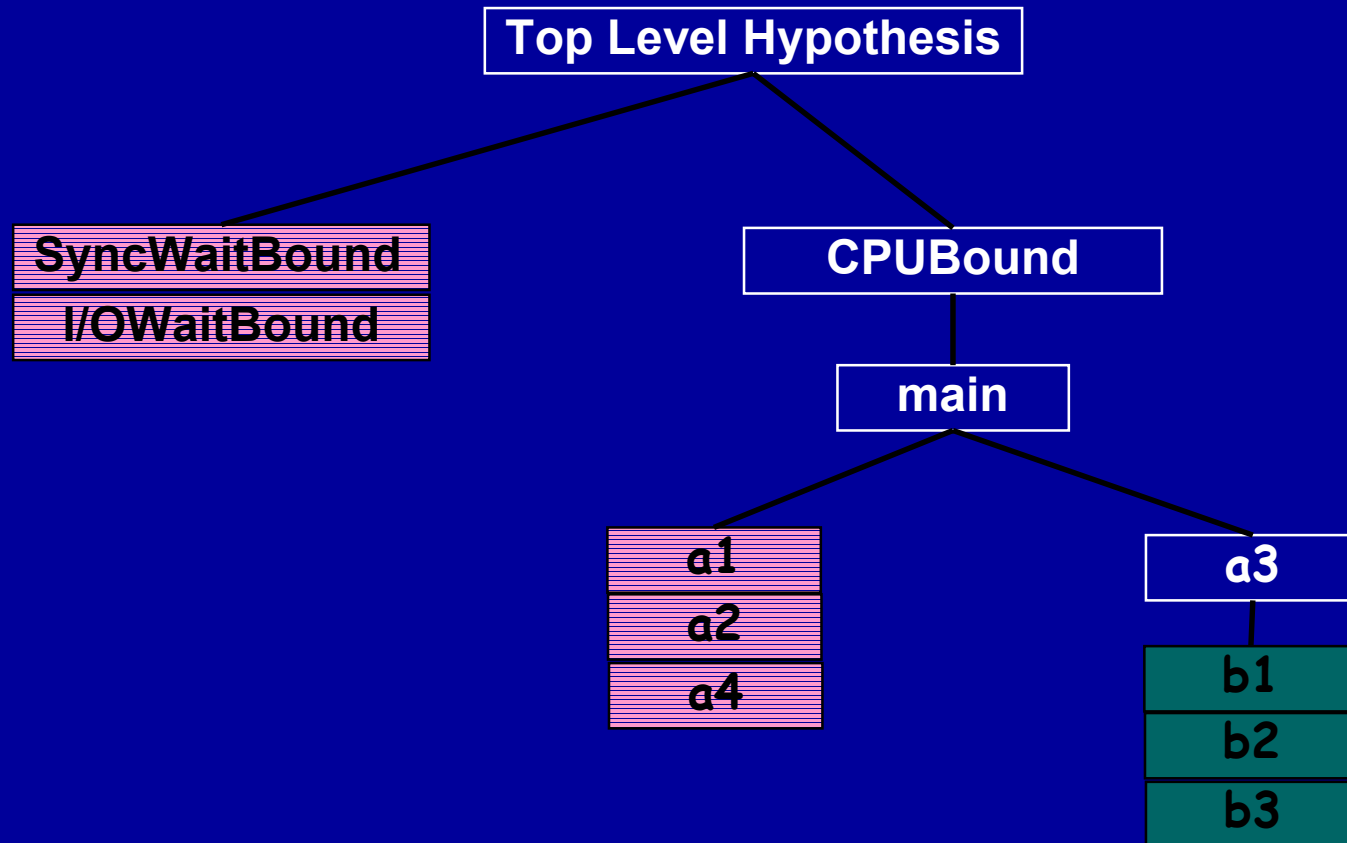 Top Level Hypothesis
SyncWaitBound
I/OWaitBound
CPUBound
main
a1
a2
a4
a3
b1
b2
b3